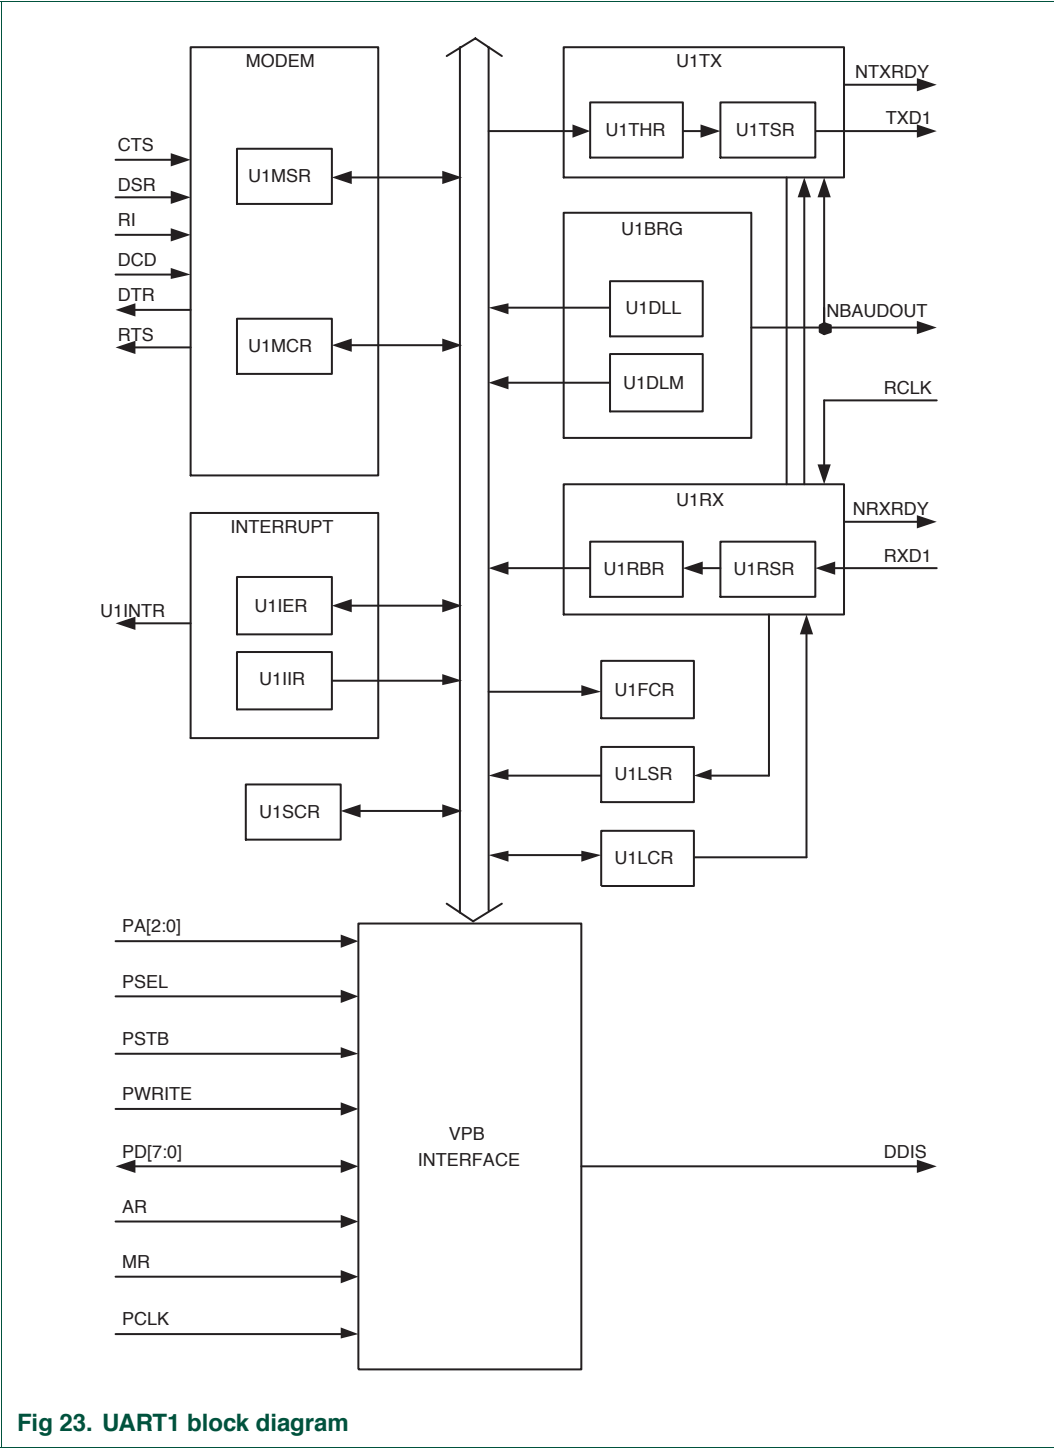 MODEM
CTS
DSR
RI
DCD
DTR
RTS
U1MSR
U1MCR
U1TX
U1THR
U1TSR
NTXRDY
TXD1
U1BRG
U1DLL
U1DLM
NBAUDOUT
RCLK
U1RX
U1RBR
U1RSR
NRXRDY
RXD1
INTERRUPT
U1INTR
U1IER
U1IIR
U1FCR
U1LSR
U1SCR
U1LCR
PA[2:0]
PSEL
PSTB
PWRITE
PD[7:0]
AR
MR
PCLK
VPB
INTERFACE
DDIS
Fig 23. UART1 block diagram